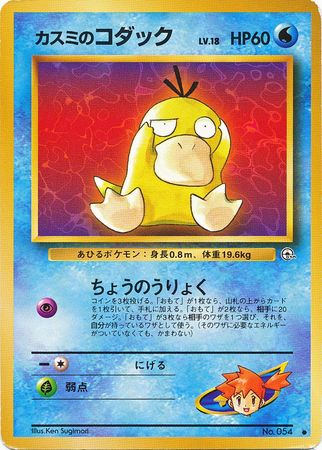 カスミのコダック LV.18 HP60
あひるポケモン：身長0.8m、体重19.6kg
ちょうのうりょく
コインを3枚投げる。「おもて」が1枚なら、山札の上からカード
を1枚引いて、手札に加える。「おもて」が2枚なら、相手に20
ダメージ。「おもて」が3枚なら相手のワザを1つ選び、それを、
自分が持っているワザとして使う。（そのワザに必要なエネルギー
がついていなくても、かまわない）
にげる
弱点
Illus.Ken Sugimori
No.054